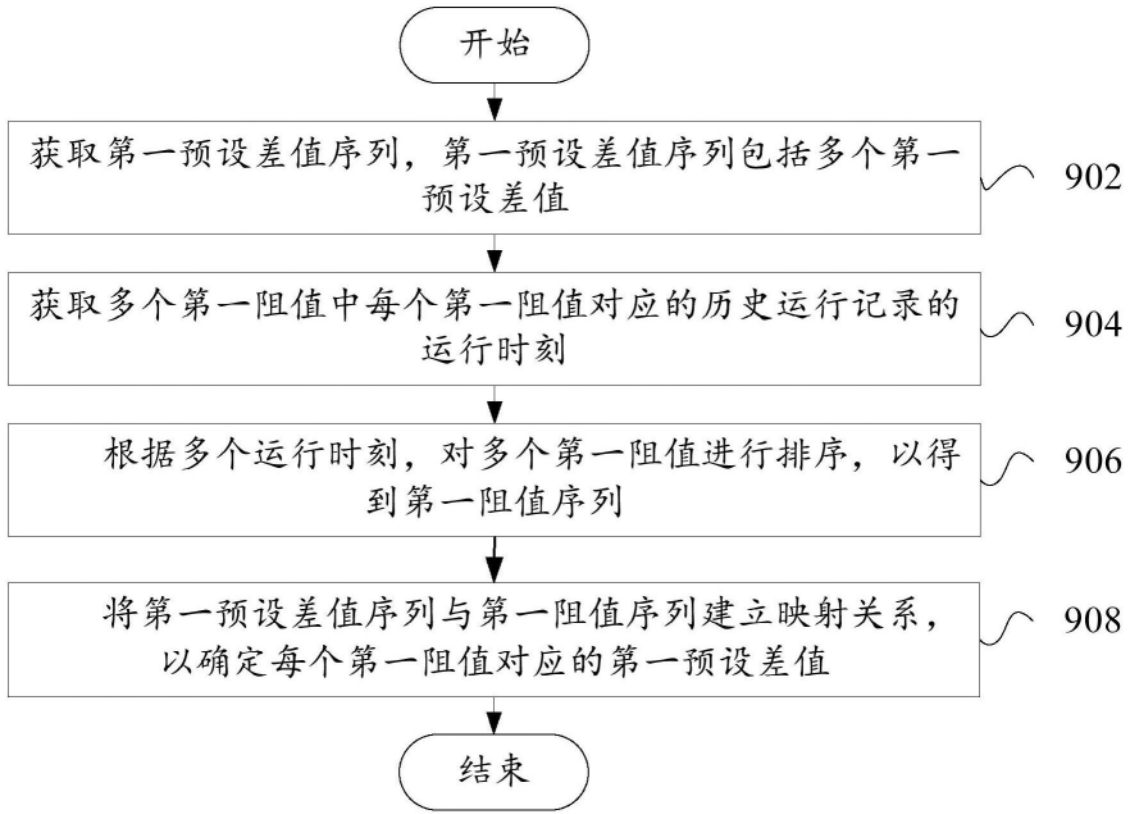 开始
获取第一预设差值序列，第一预设差值序列包括多个第一
预设差值
902
获取多个第一阻值中每个第一阻值对应的历史运行记录的
运行时刻
904
根据多个运行时刻，对多个第一阻值进行排序，以得
到第一阻值序列
906
将第一预设差值序列与第一阻值序列建立映射关系，
以确定每个第一阻值对应的第一预设差值
908
结束